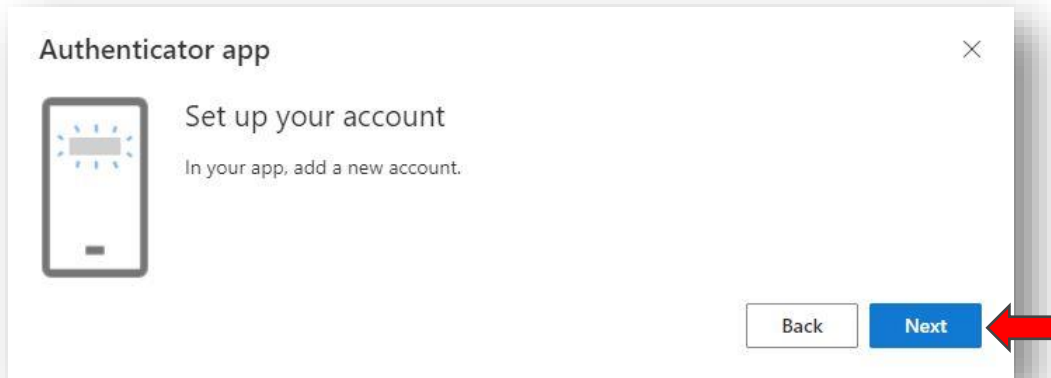 Authenticator app
Set up your account
In your app, add a new account.
Back
Next